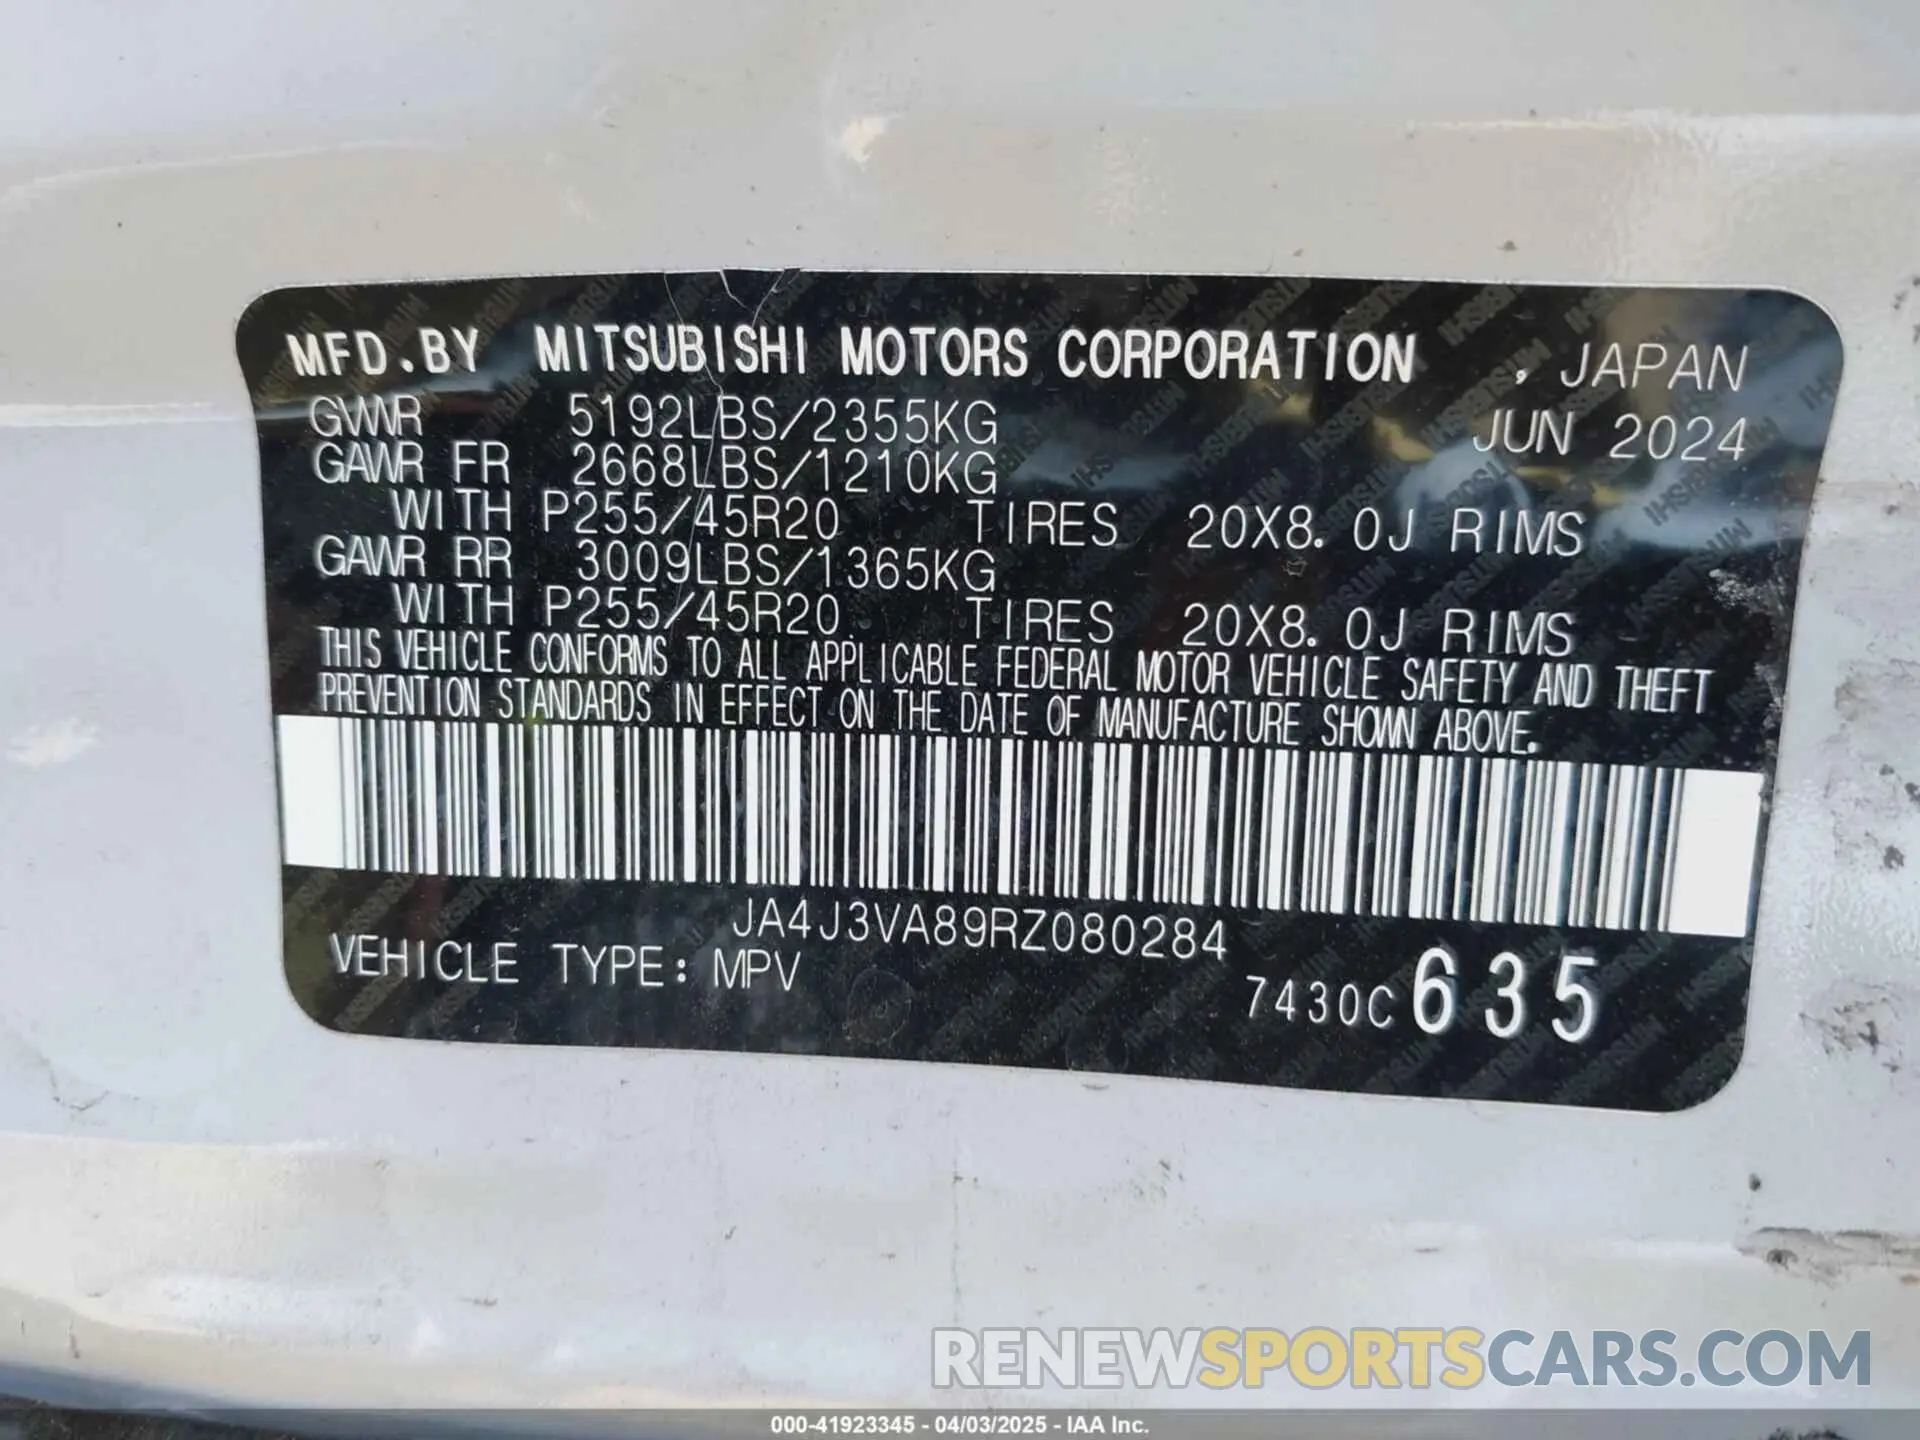 MFD.BY MITSUBISHI MOTORS CORPORATION , JAPAN
GVWR 5192LBS/2355KG JUN 2024
GAWR FR 2668LBS/1210KG
WITH P255/45R20 TIRES 20X8.0J RIMS
GAWR RR 3009LBS/1365KG
WITH P255/45R20 TIRES 20X8.0J RIMS
THIS VEHICLE CONFORMS TO ALL APPLICABLE FEDERAL MOTOR VEHICLE SAFETY AND THEFT
PREVENTION STANDARDS IN EFFECT ON THE DATE OF MANUFACTURE SHOWN ABOVE.
JA4J3VA89RZ080284
VEHICLE TYPE: MPV 7430C 635
RENEWSPORTSCARS.COM
000-41923345 - 04/03/2025 - IAA Inc.